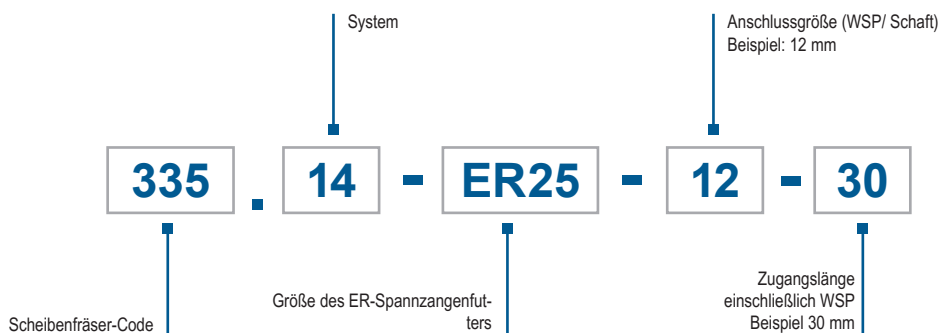 System
Anschlussgröße (WSP/ Schaft)
Beispiel: 12 mm
335 . 14 - ER25 - 12 - 30
Scheibenfräser-Code
Größe des ER-Spannzangenfut-
ters
Zugangslänge
einschließlich WSP
Beispiel 30 mm